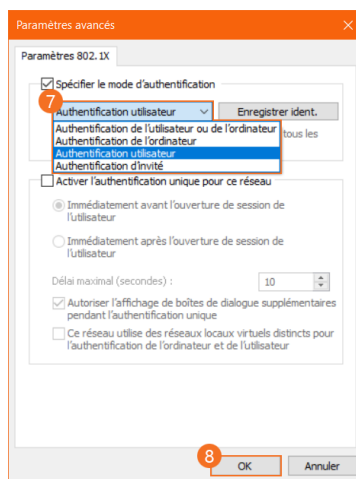 Paramètres avancés
Paramètres 802.1X
Spécifier le mode d'authentification
7
Authentification utilisateur
Enregistrer ident.
Authentification de l'utilisateur ou de l'ordinateur
tous les
Authentification de l'ordinateur
Authentification utilisateur
Authentification d'invité
Activer l'authentification unique pour ce réseau
Immédiatement avant l'ouverture de session de
l'utilisateur
Immédiatement après l'ouverture de session de
l'utilisateur
Délai maximal (secondes) :
10
Autoriser l'affichage de boîtes de dialogue supplémentaires
pendant l'authentification unique
Ce réseau utilise des réseaux locaux virtuels distincts pour
l'authentification de l'ordinateur et de l'utilisateur
8
OK
Annuler